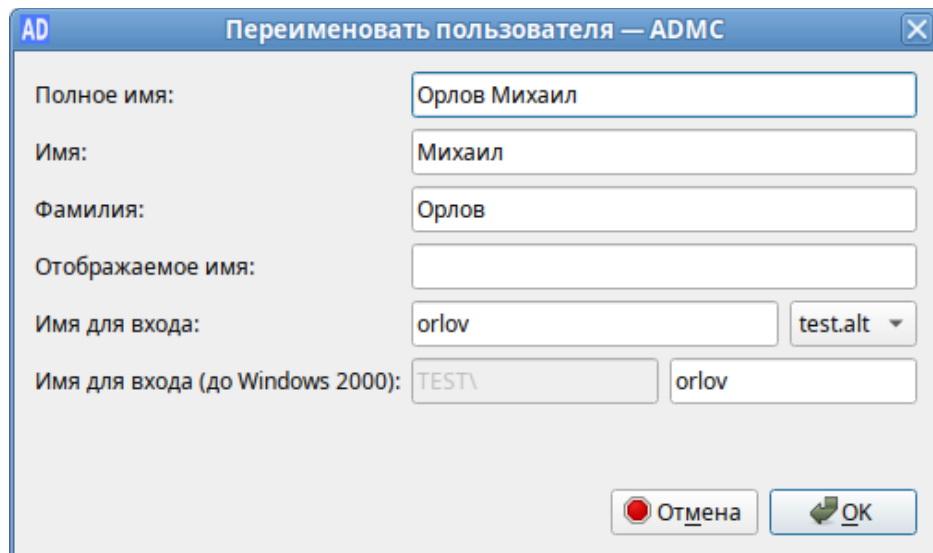 AD Переименовать пользователя — ADMC
Полное имя: Орлов Михаил
Имя: Михаил
Фамилия: Орлов
Отображаемое имя:
Имя для входа: orlov test.alt
Имя для входа (до Windows 2000): TEST\ orlov
Отмена OK